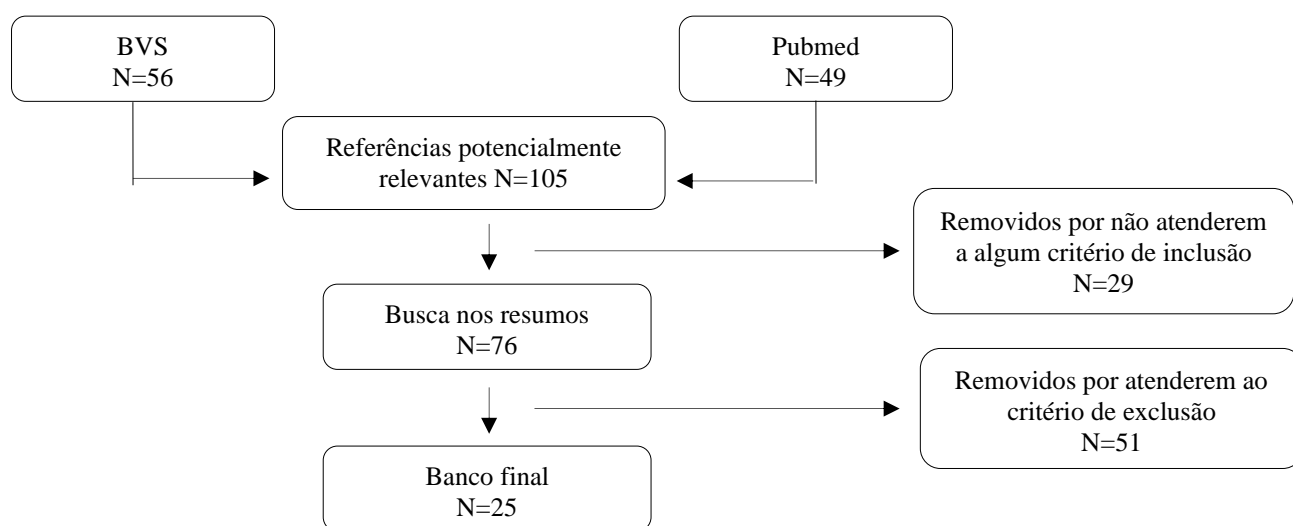 BVS
N=56
Pubmed
N=49
Referências potencialmente
relevantes N=105
Removidos por não atenderem
a algum critério de inclusão
N=29
Busca nos resumos
N=76
Removidos por atenderem ao
critério de exclusão
N=51
Banco final
N=25